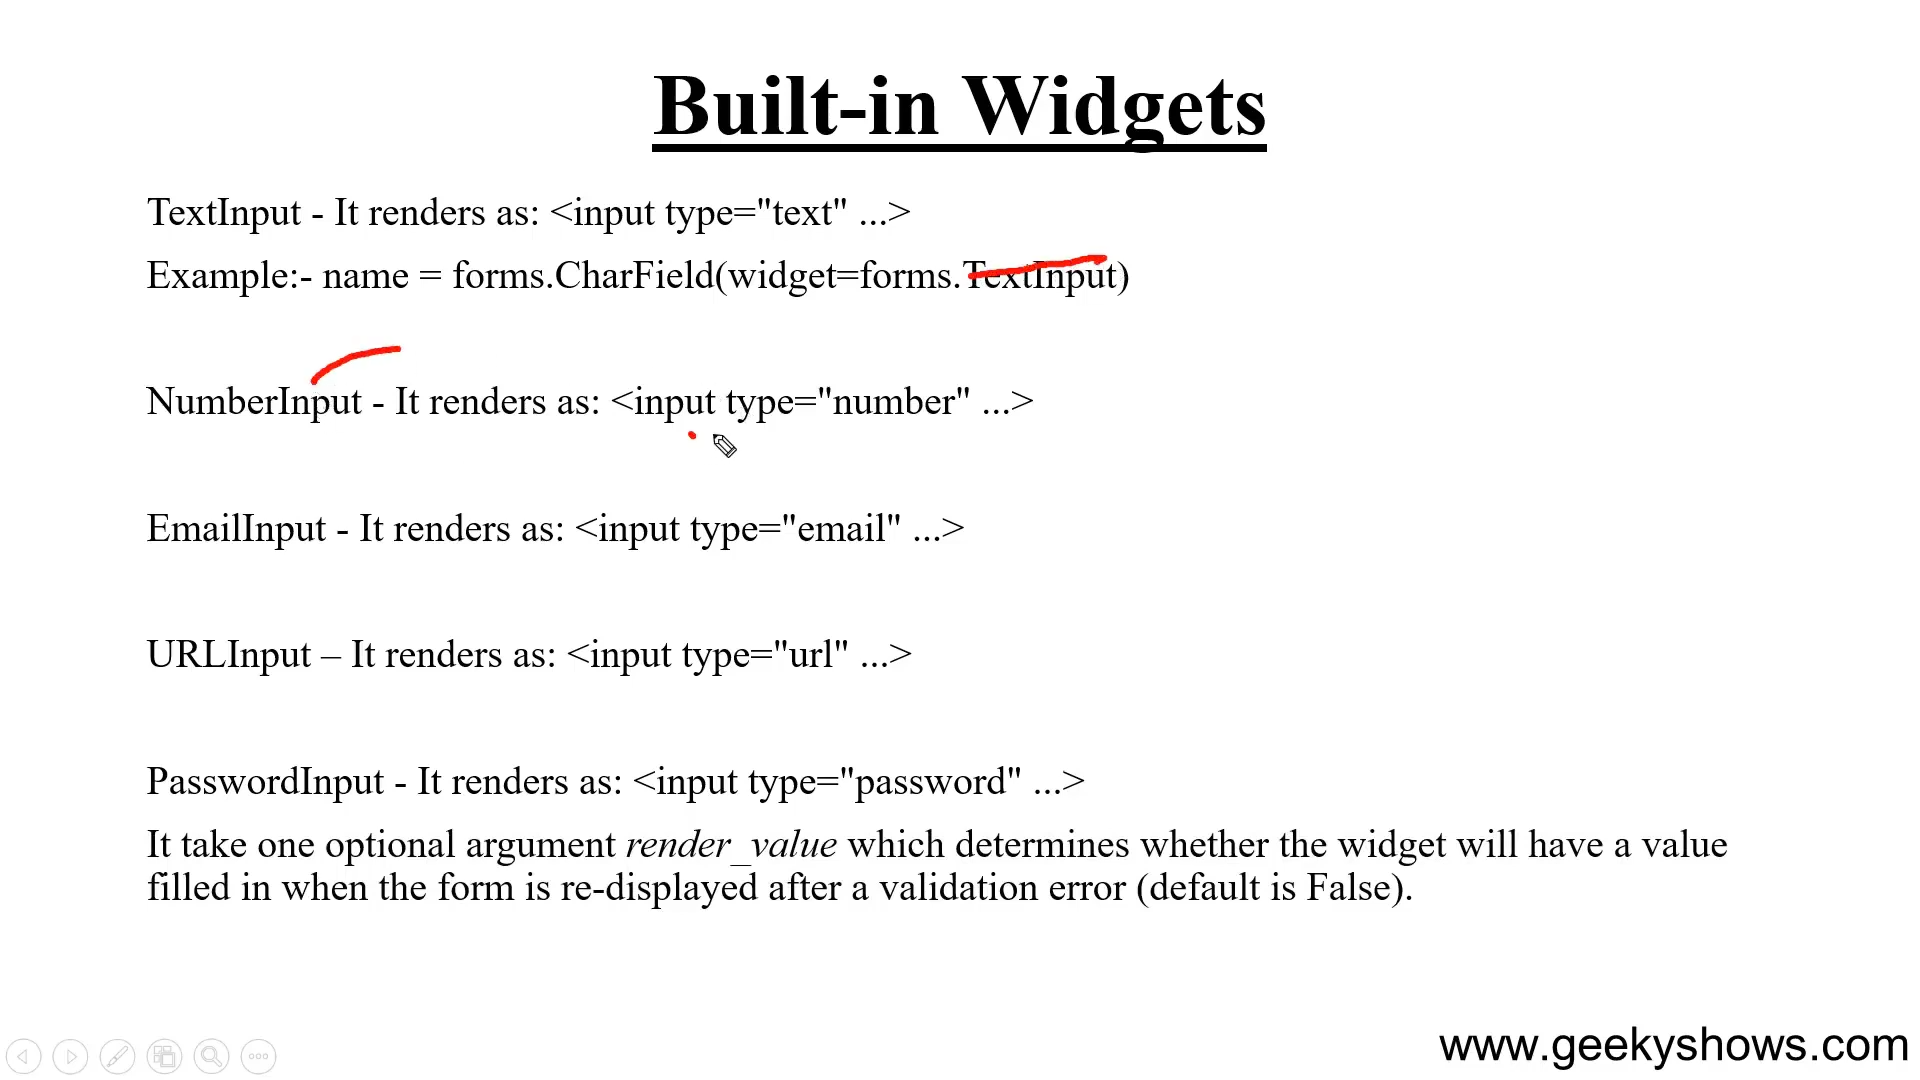 Built-in Widgets
TextInput - It renders as: <input type="text" ...>
Example:- name = forms.CharField(widget=forms.TextInput)
NumberInput - It renders as: <input type="number" ...>
EmailInput - It renders as: <input type="email" ...>
URLInput – It renders as: <input type="url" ...>
PasswordInput - It renders as: <input type="password" ...>
It take one optional argument render_value which determines whether the widget will have a value
filled in when the form is re-displayed after a validation error (default is False).
www.geekyshows.com